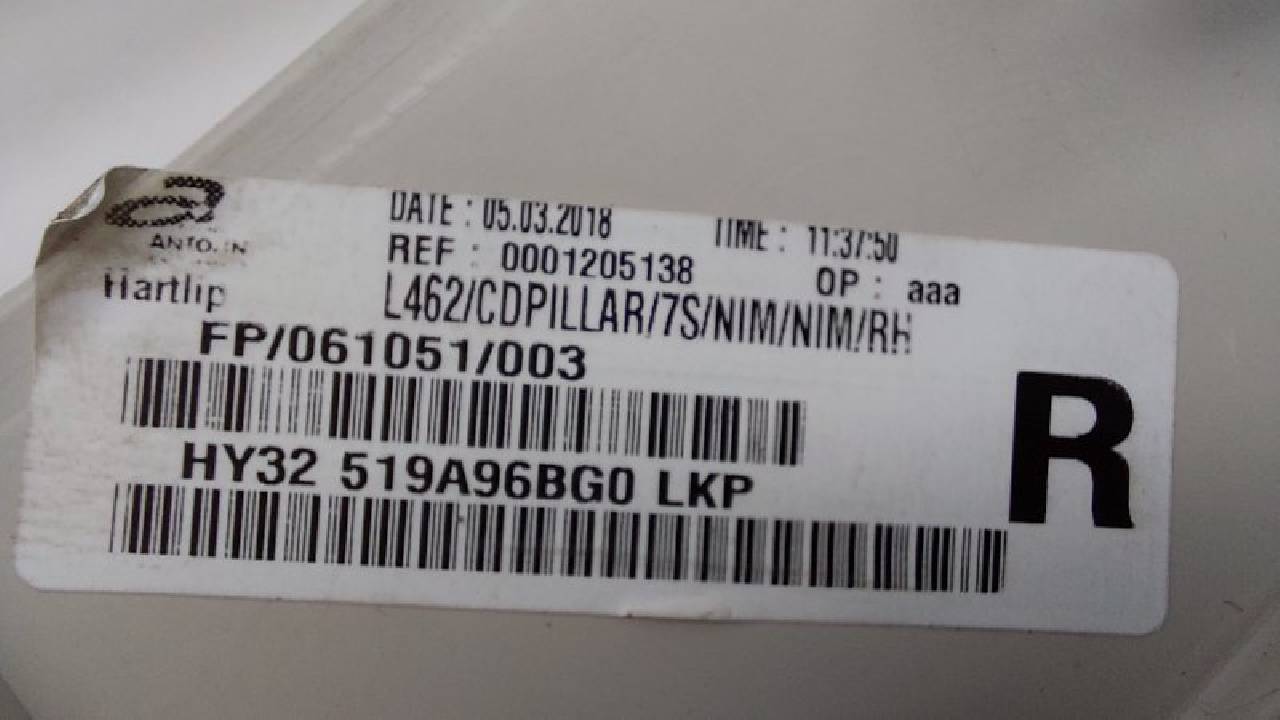 DATE : 05.03.2018 TIME : 11:37:50
REF : 0001205138 OP : aaa
Hartlip L462/CDPILLAR/7S/NIM/NIM/RH
FP/061051/003
R
HY32 519A96BG0 LKP